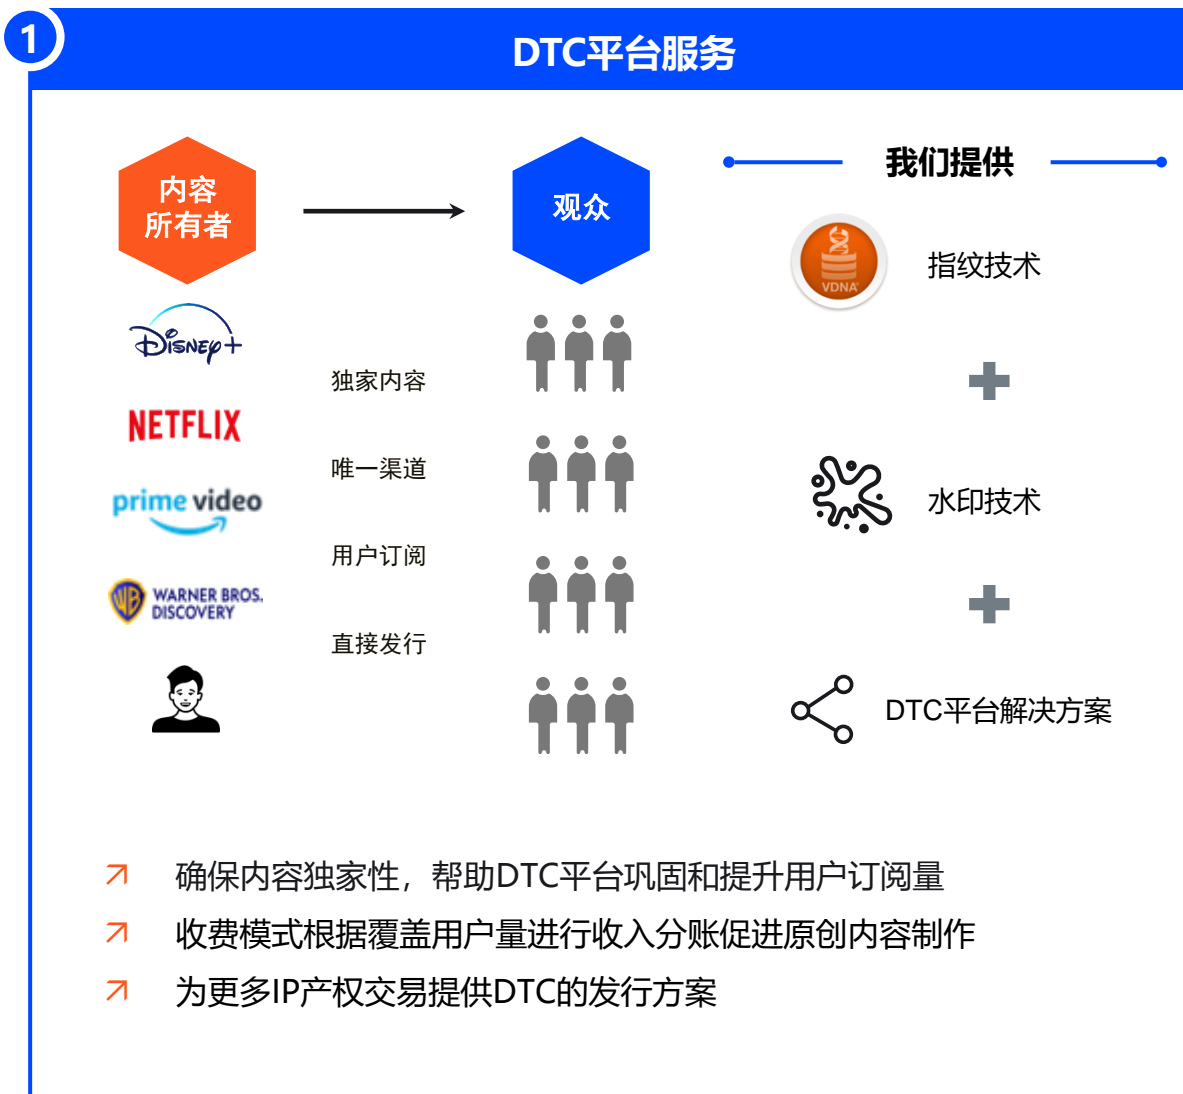 1
DTC平台服务
内容
所有者
观众
我们提供
VDNA
指纹技术
Disney+
独家内容
NETFLIX
唯一渠道
prime video
水印技术
用户订阅
WB
WARNER BROS.
DISCOVERY
直接发行
DTC平台解决方案
确保内容独家性，帮助DTC平台巩固和提升用户订阅量
收费模式根据覆盖用户量进行收入分账促进原创内容制作
为更多IP产权交易提供DTC的发行方案